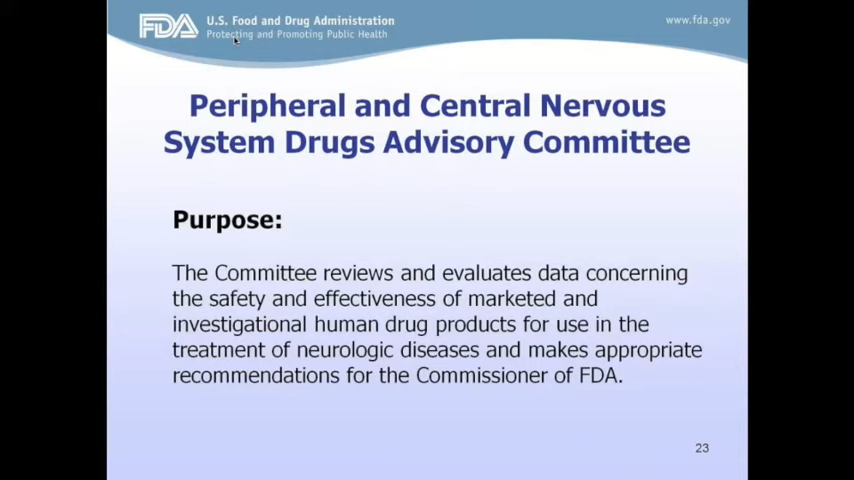 FDA
U.S. Food and Drug Administration
Protecting and Promoting Public Health
www.fda.gov
Peripheral and Central Nervous
System Drugs Advisory Committee
Purpose:
The Committee reviews and evaluates data concerning
the safety and effectiveness of marketed and
investigational human drug products for use in the
treatment of neurologic diseases and makes appropriate
recommendations for the Commissioner of FDA.
23